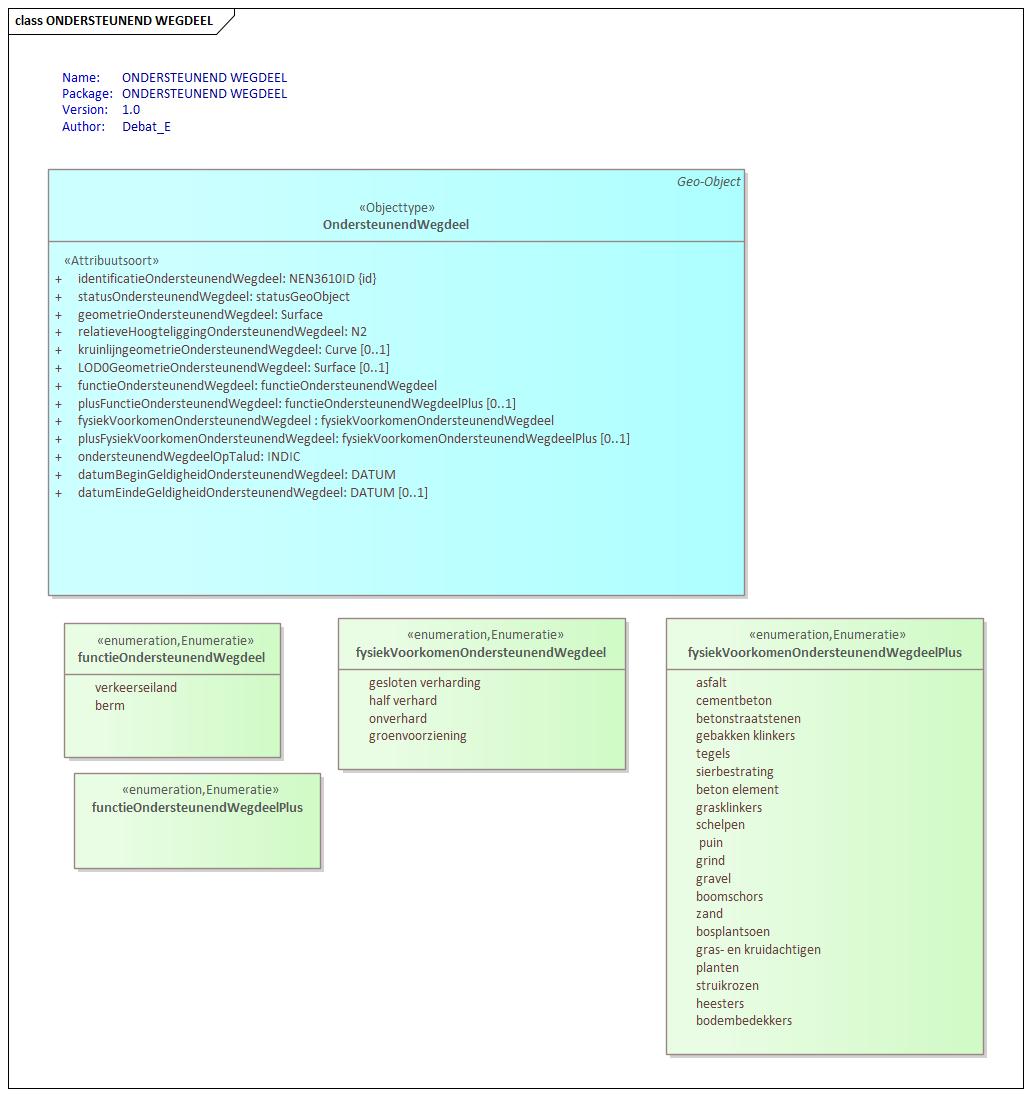 class ONDERSTEUNEND WEGDEEL
Name: ONDERSTEUNEND WEGDEEL
Package: ONDERSTEUNEND WEGDEEL
Version: 1.0
Author: Debat_E
Geo-Object
«Objecttype»
OndersteunendWegdeel
«Attribuutsoort»
+ identificatieOndersteunendWegdeel: NEN3610ID {id}
+ statusOndersteunendWegdeel: statusGeoObject
+ geometrieOndersteunendWegdeel: Surface
+ relatieveHoogteliggingOndersteunendWegdeel: N2
+ kruinlijngeometrieOndersteunendWegdeel: Curve [0..1]
+ LOD0GeometrieOndersteunendWegdeel: Surface [0..1]
+ functieOndersteunendWegdeel: functieOndersteunendWegdeel
+ plusFunctieOndersteunendWegdeel: functieOndersteunendWegdeelPlus [0..1]
+ fysiekVoorkomenOndersteunendWegdeel : fysiekVoorkomenOndersteunendWegdeel
+ plusFysiekVoorkomenOndersteunendWegdeel: fysiekVoorkomenOndersteunendWegdeelPlus [0..1]
+ ondersteunendWegdeelOpTalud: INDIC
+ datumBeginGeldigheidOndersteunendWegdeel: DATUM
+ datumEindeGeldigheidOndersteunendWegdeel: DATUM [0..1]
«enumeration,Enumeratie»
functieOndersteunendWegdeel
verkeerseiland
berm
«enumeration,Enumeratie»
functieOndersteunendWegdeelPlus
«enumeration,Enumeratie»
fysiekVoorkomenOndersteunendWegdeel
gesloten verharding
half verhard
onverhard
groenvoorziening
«enumeration,Enumeratie»
fysiekVoorkomenOndersteunendWegdeelPlus
asfalt
cementbeton
betonstraatstenen
gebakken klinkers
tegels
sierbestrating
beton element
grasklinkers
schelpen
puin
grind
gravel
boomschors
zand
bosplantsoen
gras- en kruidachtigen
planten
struikrozen
heesters
bodembedekkers